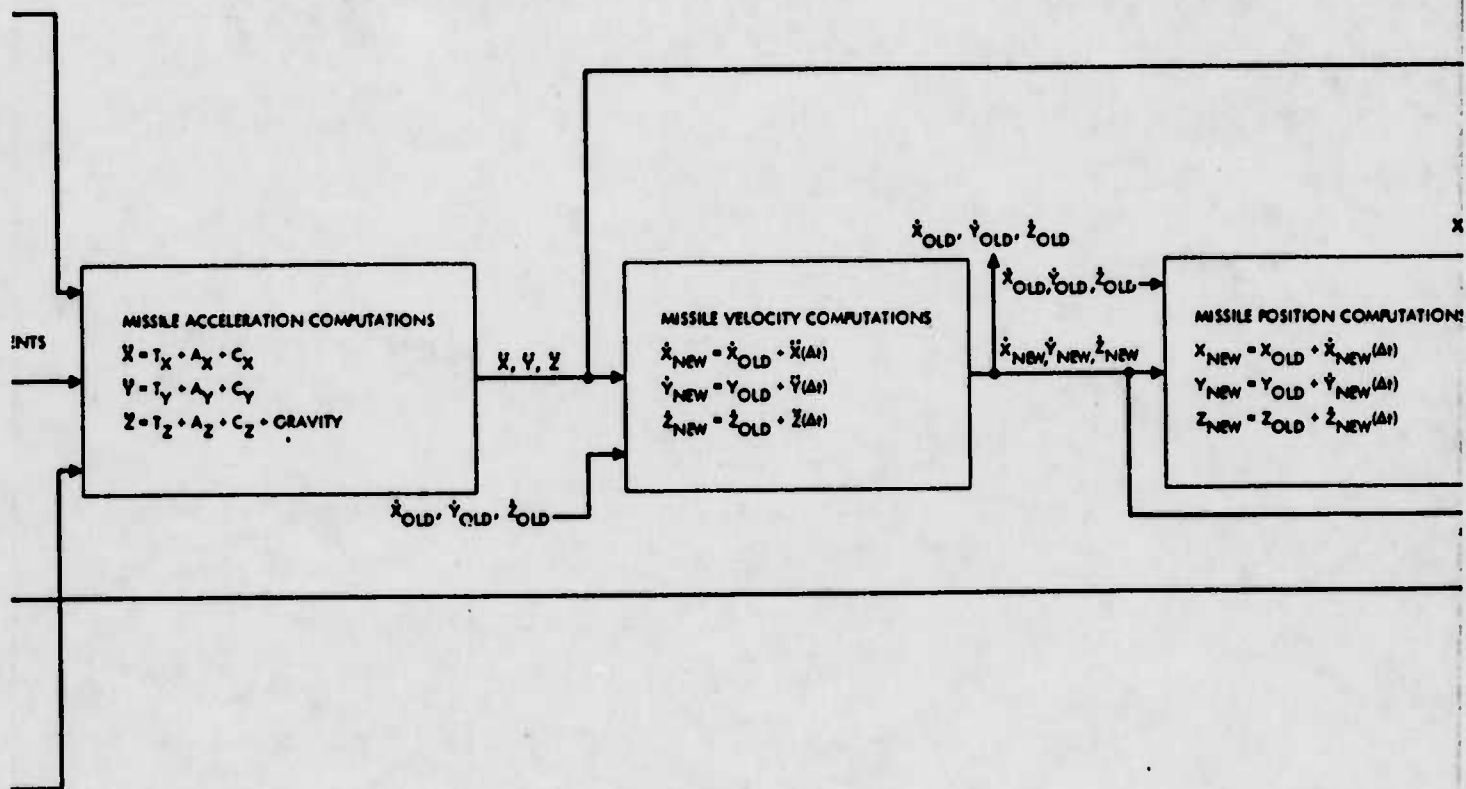 ENTS
MISSILE ACCELERATION COMPUTATIONS
Ẍ = T_X + A_X + C_X
Ÿ = T_Y + A_Y + C_Y
Z̈ = T_Z + A_Z + C_Z + GRAVITY
Ẍ, Ÿ, Z̈
Ẋ_OLD, Ẏ_OLD, Ż_OLD
MISSILE VELOCITY COMPUTATIONS
Ẋ_NEW = Ẋ_OLD + Ẍ(Δt)
Ẏ_NEW = Y_OLD + Ÿ(Δt)
Ż_NEW = Ż_OLD + Z̈(Δt)
Ẋ_OLD, Ẏ_OLD, Ż_OLD
Ẋ_OLD, Ẏ_OLD, Ż_OLD
Ẋ_NEW, Ẏ_NEW, Ż_NEW
X
MISSILE POSITION COMPUTATIONS
X_NEW = X_OLD + Ẋ_NEW(Δt)
Y_NEW = Y_OLD + Ẏ_NEW(Δt)
Z_NEW = Z_OLD + Ż_NEW(Δt)